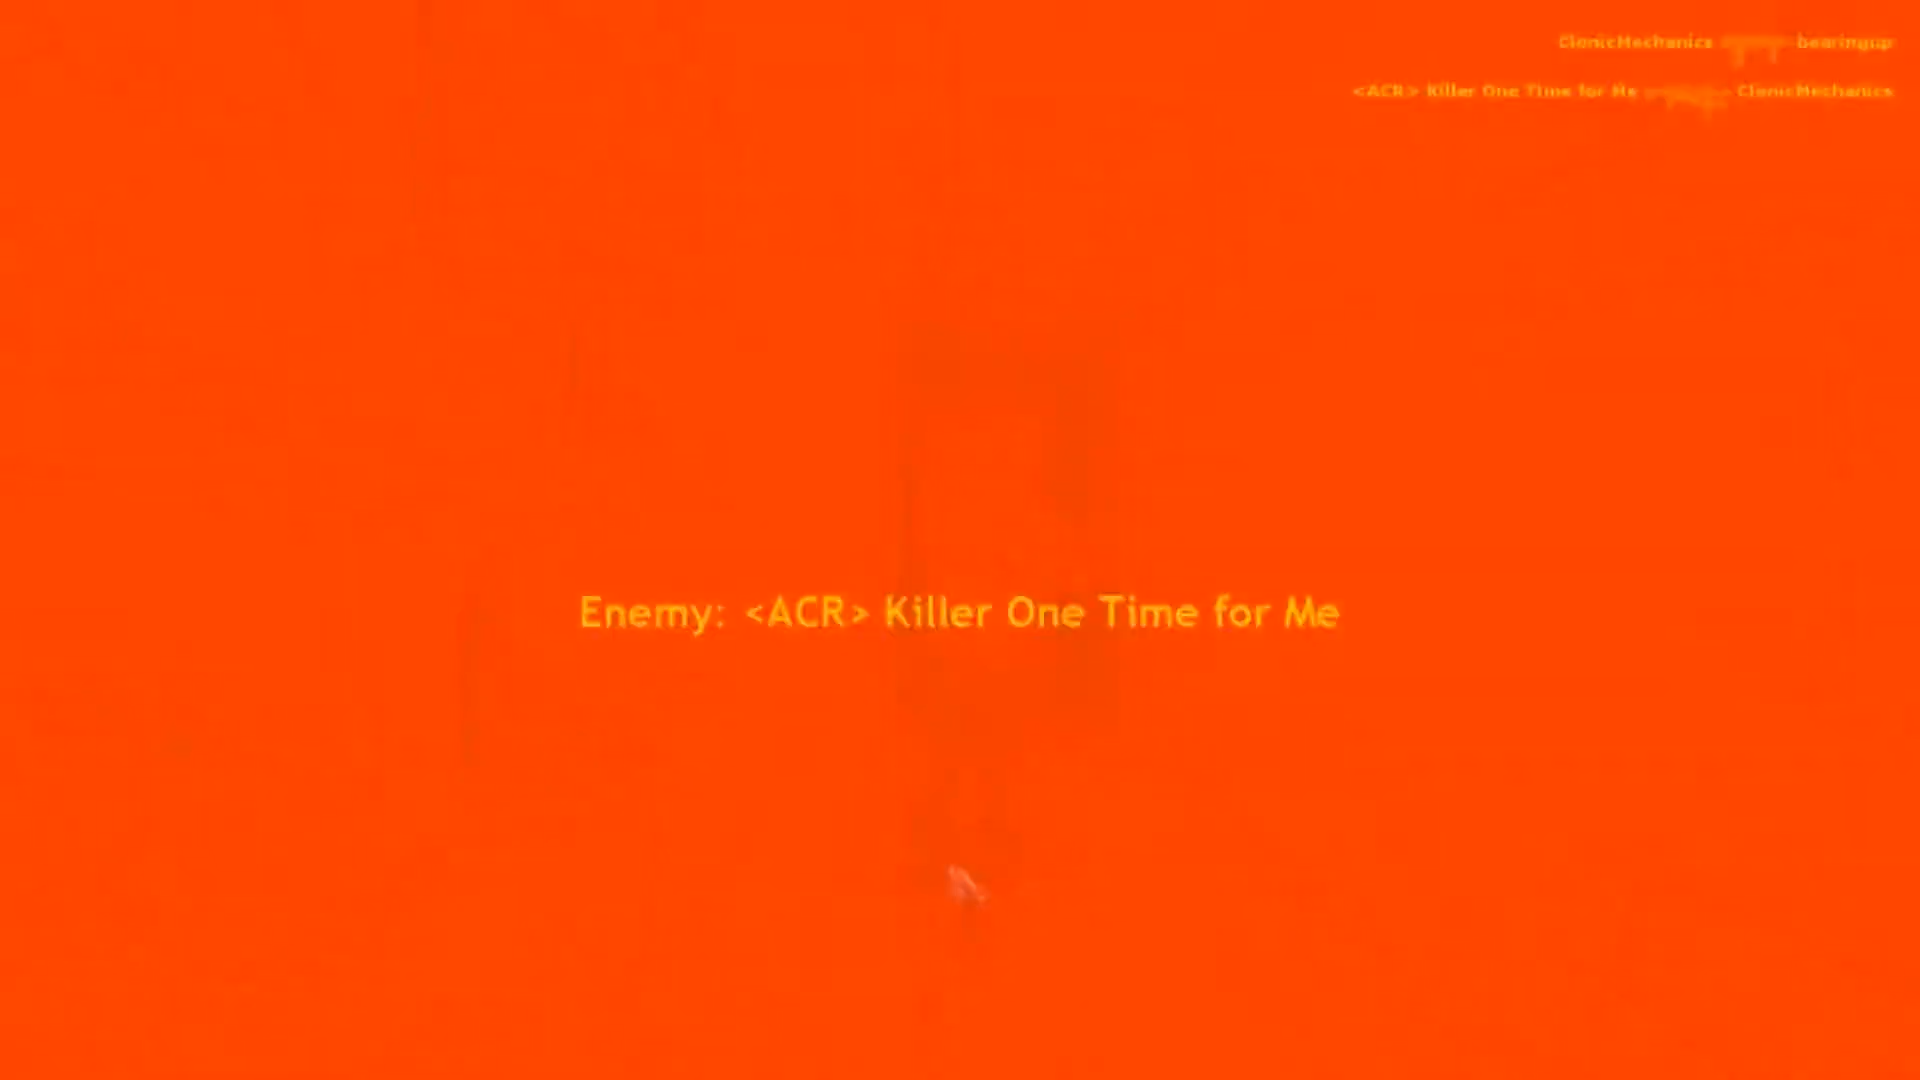 ClonicMechanics bearingup
<ACR> Killer One Time for Me ClonicMechanics
Enemy: <ACR> Killer One Time for Me